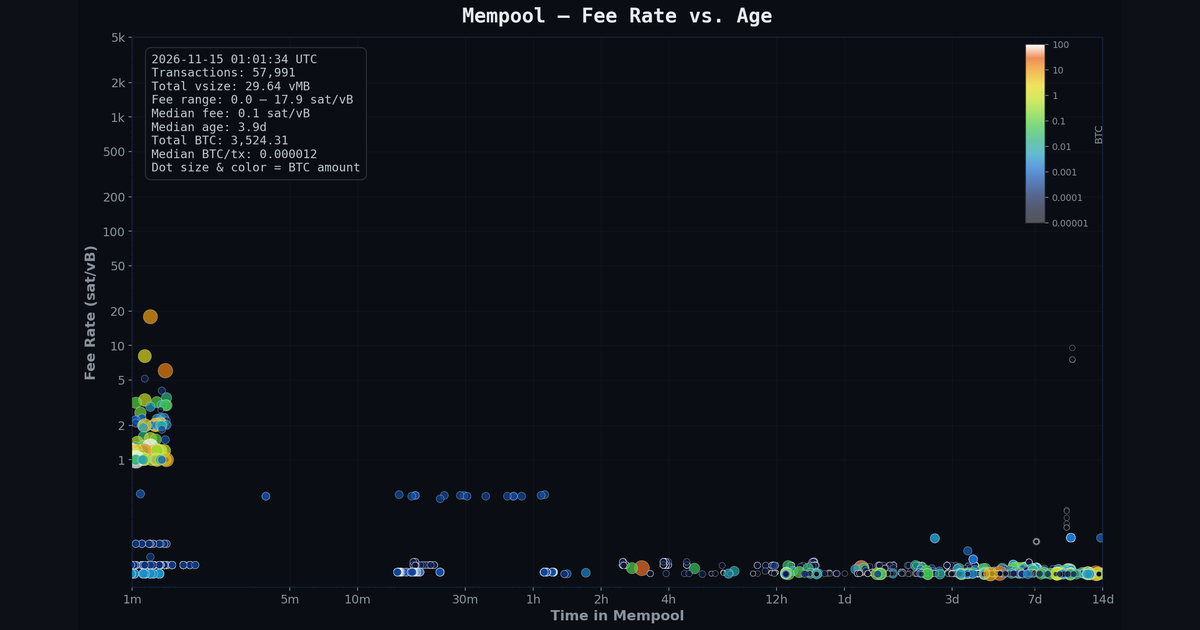 Mempool — Fee Rate vs. Age
2026-11-15 01:01:34 UTC
Transactions: 57,991
Total vsize: 29.64 vMB
Fee range: 0.0 – 17.9 sat/vB
Median fee: 0.1 sat/vB
Median age: 3.9d
Total BTC: 3,524.31
Median BTC/tx: 0.000012
Dot size & color = BTC amount
5k
2k
1k
500
200
100
50
20
10
5
2
1
Fee Rate (sat/vB)
100
10
1
0.1
0.01
0.001
0.0001
0.00001
BTC
1m 5m 10m 30m 1h 2h 4h 12h 1d 3d 7d 14d
Time in Mempool